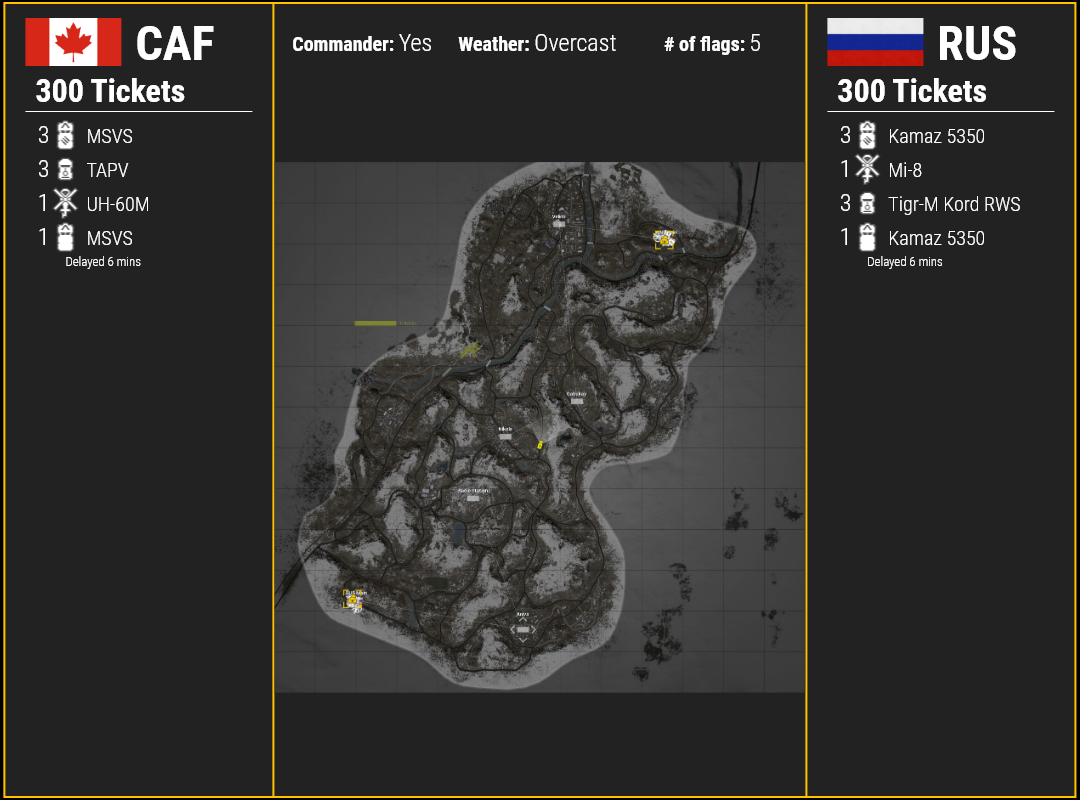 CAF
300 Tickets
3 MSVS
3 TAPV
1 UH-60M
1 MSVS
Delayed 6 mins
Commander: Yes Weather: Overcast # of flags: 5
RUS
300 Tickets
3 Kamaz 5350
1 Mi-8
3 Tigr-M Kord RWS
1 Kamaz 5350
Delayed 6 mins